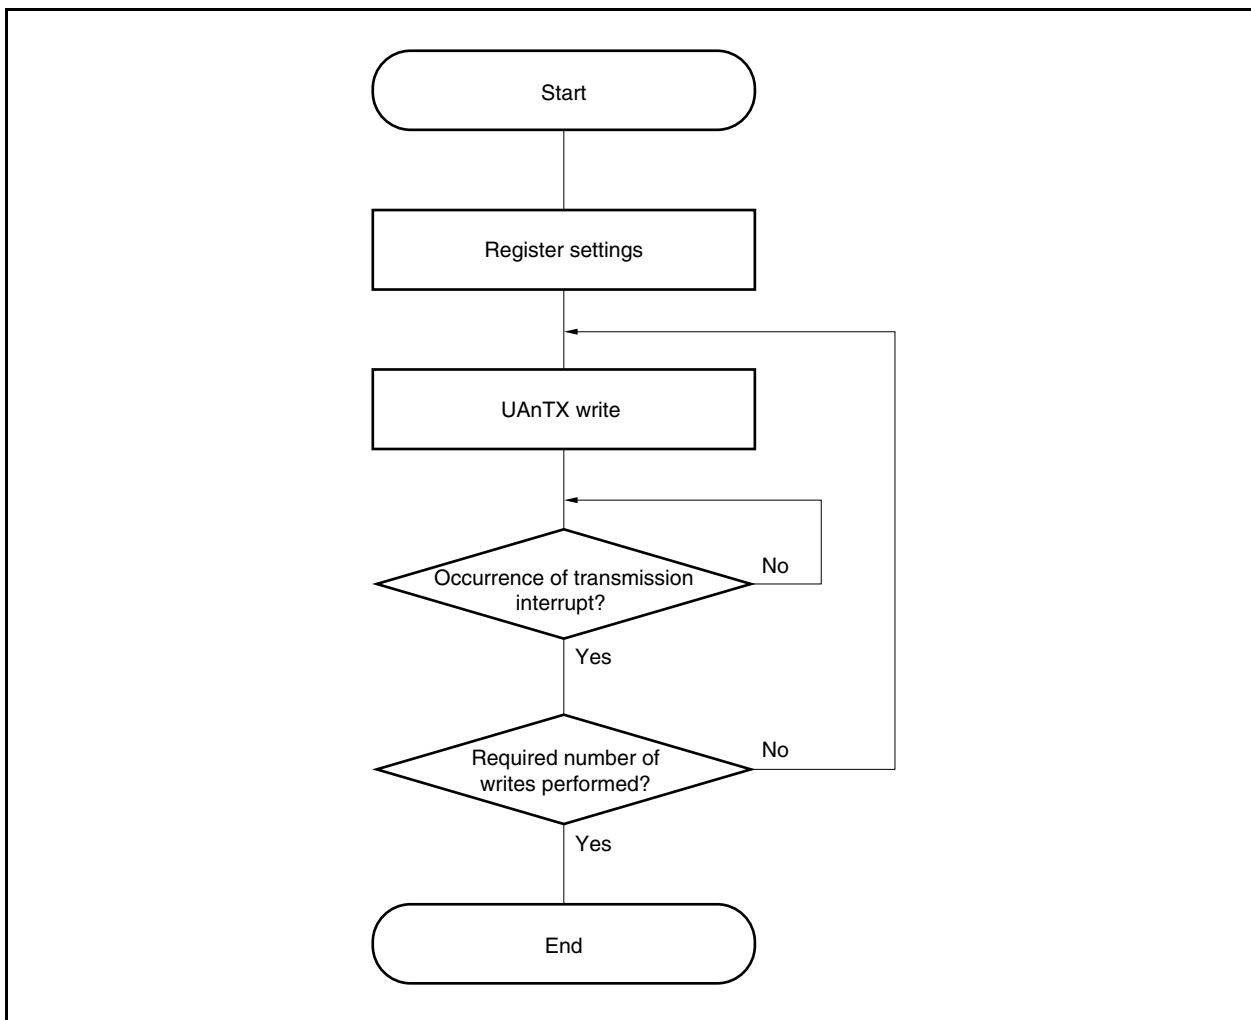 Start
Register settings
UAnTX write
Occurrence of transmission
interrupt?
No
Yes
Required number of
writes performed?
No
Yes
End